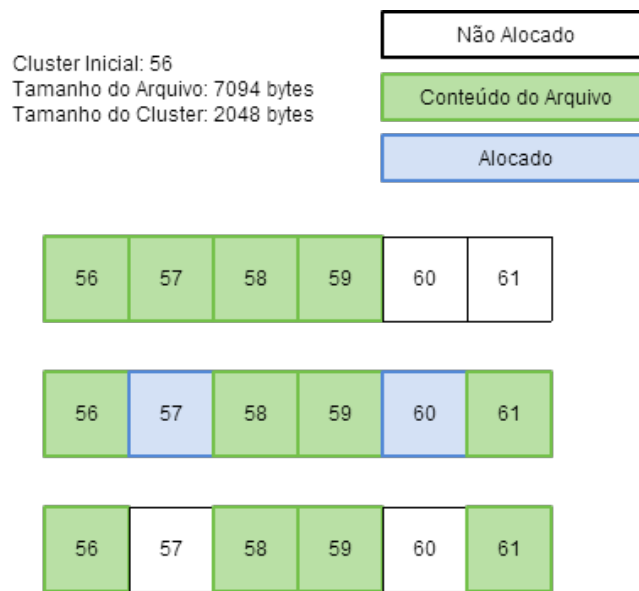 Não Alocado
Cluster Inicial: 56
Tamanho do Arquivo: 7094 bytes
Tamanho do Cluster: 2048 bytes
Conteúdo do Arquivo
Alocado
56 57 58 59 60 61
56 57 58 59 60 61
56 57 58 59 60 61